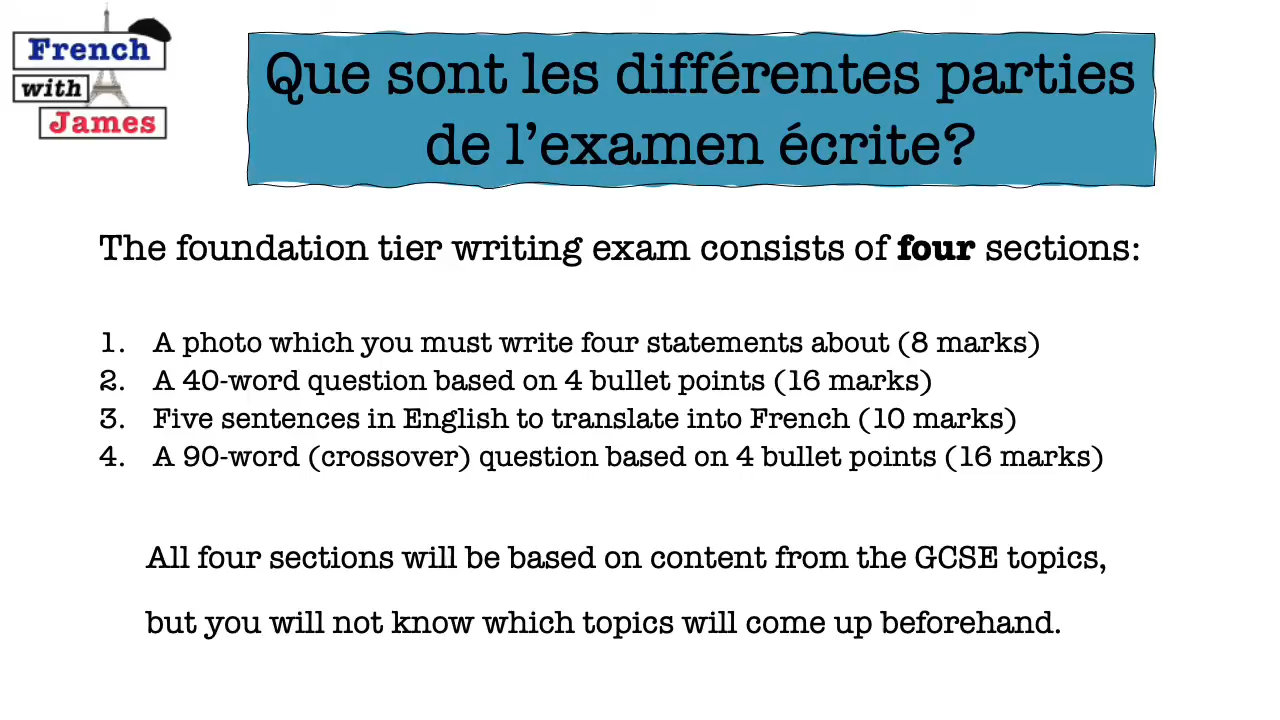 French
with
James
Que sont les différentes parties
de l’examen écrite?
The foundation tier writing exam consists of four sections:
1. A photo which you must write four statements about (8 marks)
2. A 40-word question based on 4 bullet points (16 marks)
3. Five sentences in English to translate into French (10 marks)
4. A 90-word (crossover) question based on 4 bullet points (16 marks)
All four sections will be based on content from the GCSE topics,
but you will not know which topics will come up beforehand.